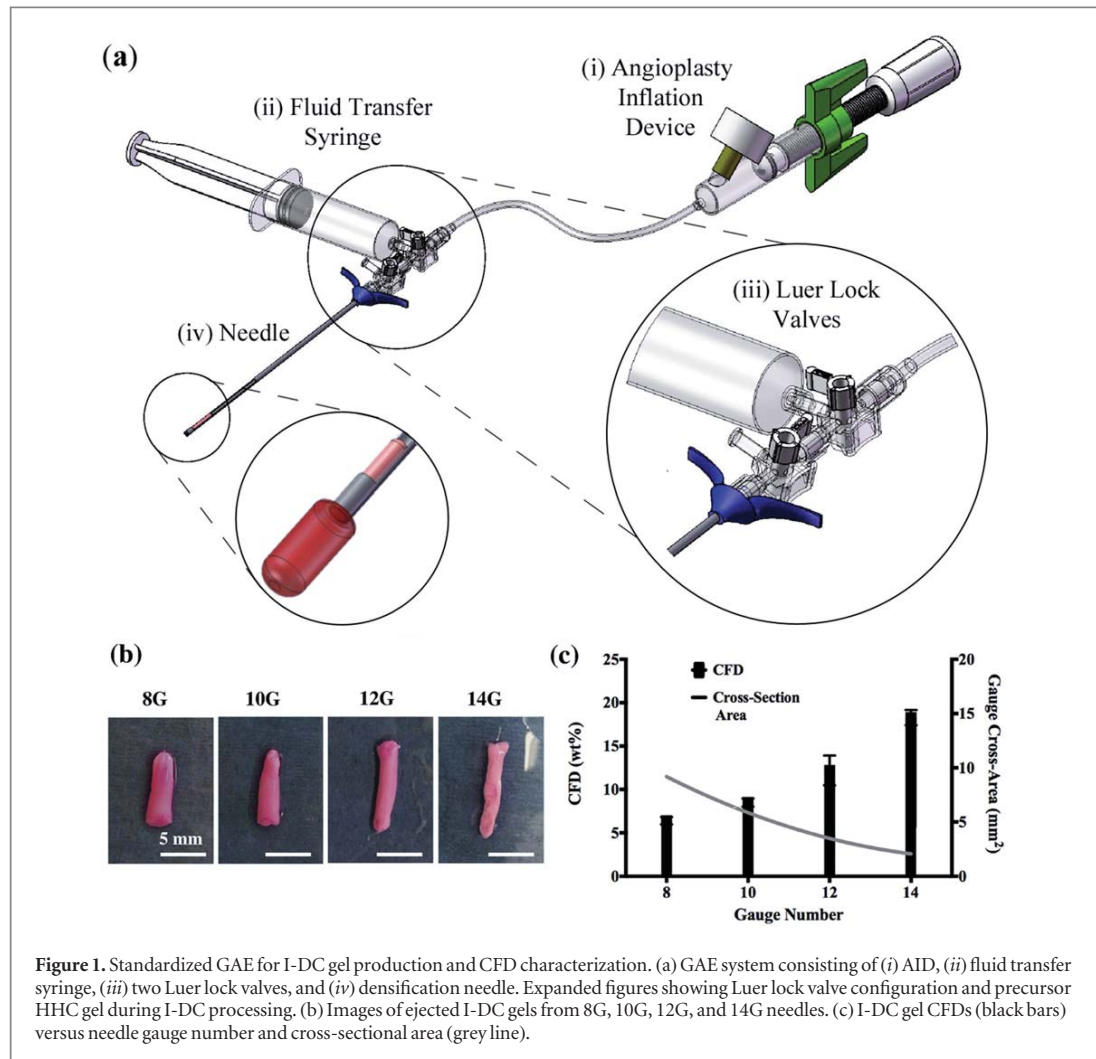 (a)
(i) Angioplasty
Inflation
Device
(ii) Fluid Transfer
Syringe
(iii) Luer Lock
Valves
(iv) Needle
(b)
8G
10G
12G
14G
5 mm
(c)
CFD
Cross-Section
Area
CFD (wt%)
25
20
15
10
5
0
Gauge Cross-Area (mm²)
20
15
10
5
0
8
10
12
14
Gauge Number
Figure 1. Standardized GAE for I-DC gel production and CFD characterization. (a) GAE system consisting of (i) AID, (ii) fluid transfer
syringe, (iii) two Luer lock valves, and (iv) densification needle. Expanded figures showing Luer lock valve configuration and precursor
HHC gel during I-DC processing. (b) Images of ejected I-DC gels from 8G, 10G, 12G, and 14G needles. (c) I-DC gel CFDs (black bars)
versus needle gauge number and cross-sectional area (grey line).